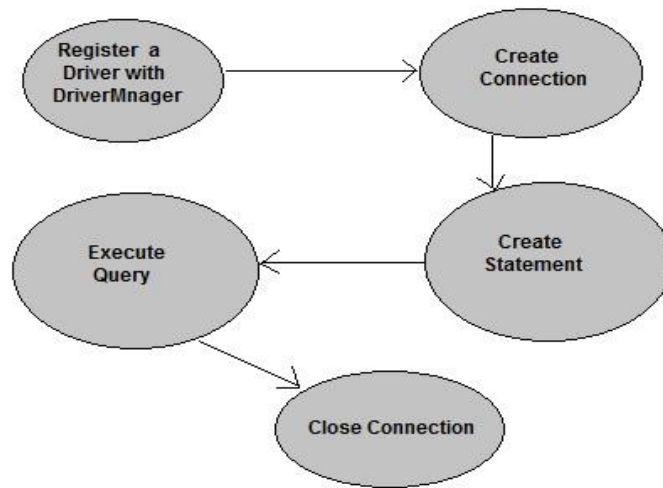 Register a
Driver with
DriverMnager
Create
Connection
Create
Statement
Execute
Query
Close Connection